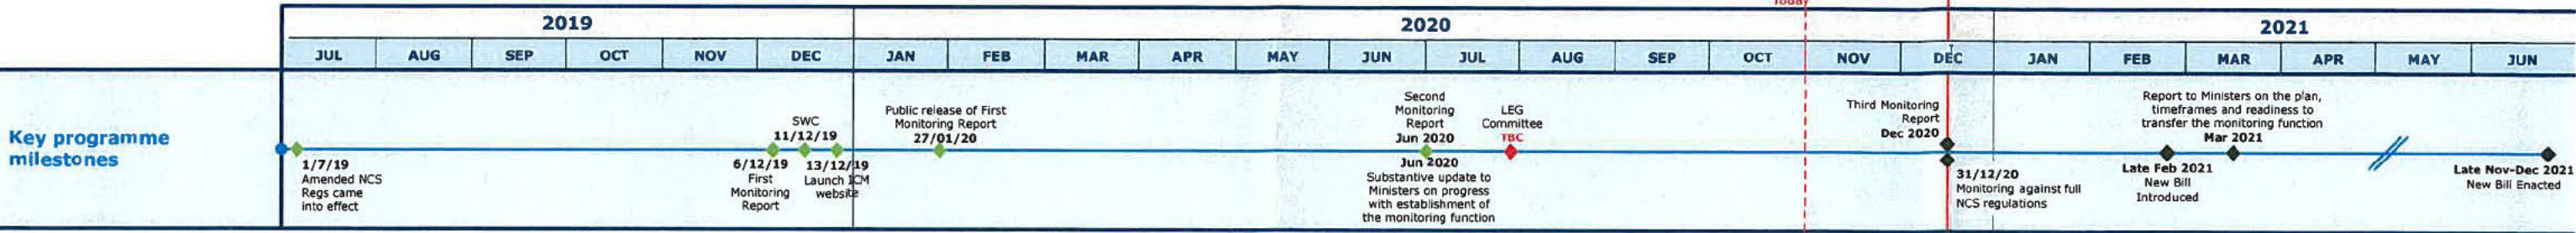 Today
2019
2020
2021
JUL AUG SEP OCT NOV DEC JAN FEB MAR APR MAY JUN JUL AUG SEP OCT NOV DEC JAN FEB MAR APR MAY JUN
Key programme
milestones
1/7/19
Amended NCS
Regs came
into effect
6/12/19
First
Monitoring
Report
SWC
11/12/19
13/12/19
Launch ICM
website
Public release of First
Monitoring Report
27/01/20
Second
Monitoring
Report
Jun 2020
Jun 2020
Substantive update to
Ministers on progress
with establishment of
the monitoring function
LEG
Committee
TBC
Third Monitoring
Report
Dec 2020
31/12/20
Monitoring against full
NCS regulations
Late Feb 2021
New Bill
Introduced
Report to Ministers on the plan,
timeframes and readiness to
transfer the monitoring function
Mar 2021
Late Nov-Dec 2021
New Bill Enacted